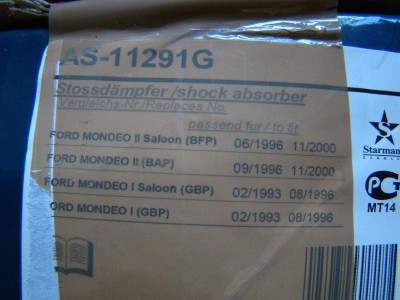 AS-11291G
Stossdämpfer /shock absorber
Vergleichs-Nr./Replaces No.
passend fur / to fit
FORD MONDEO II Saloon (BFP) 06/1996 11/2000
FORD MONDEO II (BAP) 09/1996 11/2000
FORD MONDEO I Saloon (GBP) 02/1993 08/1996
ORD MONDEO I (GBP) 02/1993 08/1996
Starman
РСТ
MT14